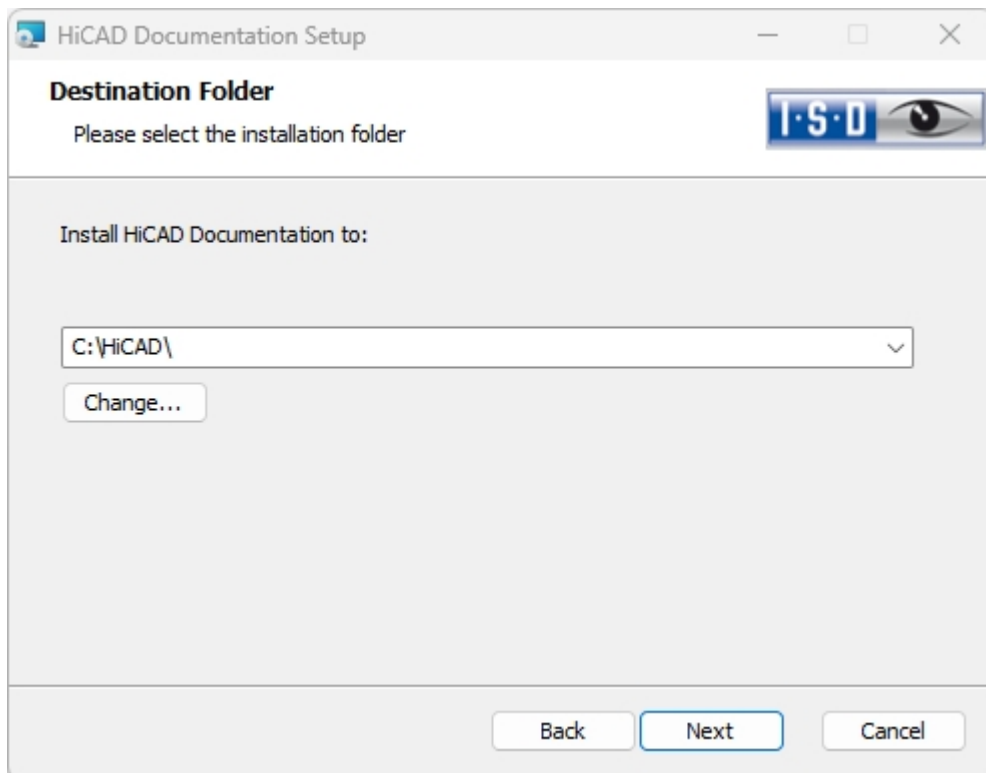 HiCAD Documentation Setup
Destination Folder
Please select the installation folder
I·S·D
Install HiCAD Documentation to:
C:\HiCAD\
Change...
Back Next Cancel